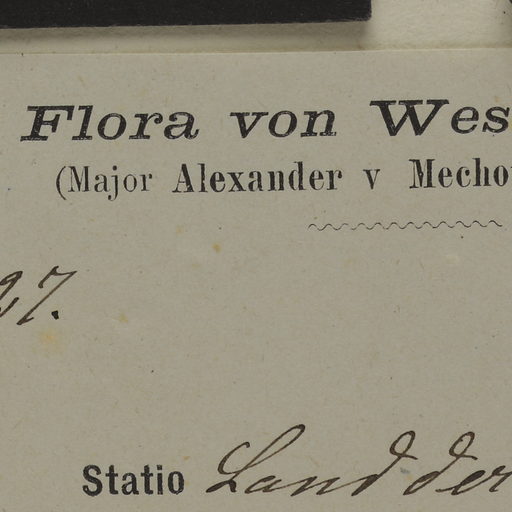 Flora von Wes
(Major Alexander v Mecho
27.
Statio Land der